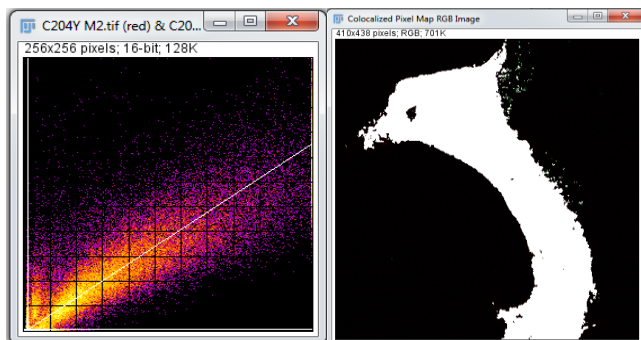 C204Y M2.tif (red) & C20...
256x256 pixels; 16-bit; 128K
Colocalized Pixel Map RGB Image
410x438 pixels; RGB; 701K